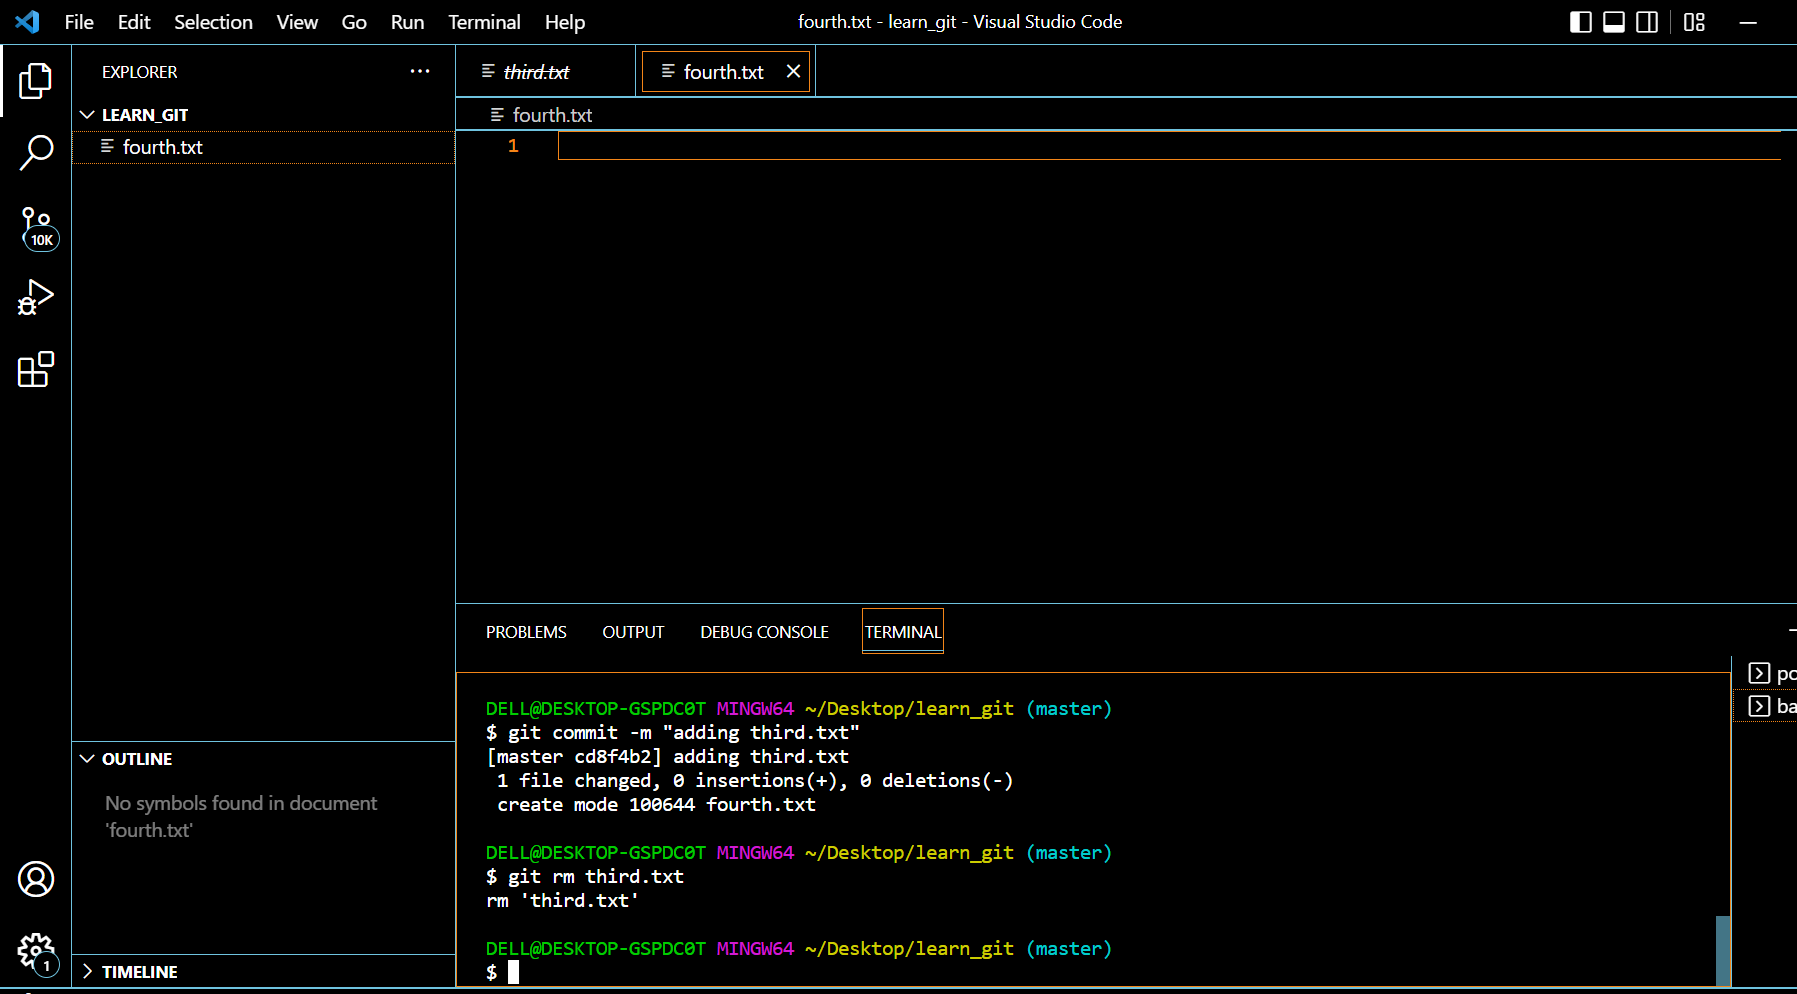 File Edit Selection View Go Run Terminal Help
fourth.txt - learn_git - Visual Studio Code
EXPLORER
LEARN_GIT
fourth.txt
10K
OUTLINE
No symbols found in document
'fourth.txt'
1
TIMELINE
third.txt
fourth.txt
fourth.txt
1
PROBLEMS OUTPUT DEBUG CONSOLE TERMINAL
DELL@DESKTOP-GSPDC0T MINGW64 ~/Desktop/learn_git (master)
$ git commit -m "adding third.txt"
[master cd8f4b2] adding third.txt
1 file changed, 0 insertions(+), 0 deletions(-)
create mode 100644 fourth.txt
DELL@DESKTOP-GSPDC0T MINGW64 ~/Desktop/learn_git (master)
$ git rm third.txt
rm 'third.txt'
DELL@DESKTOP-GSPDC0T MINGW64 ~/Desktop/learn_git (master)
$
po
ba